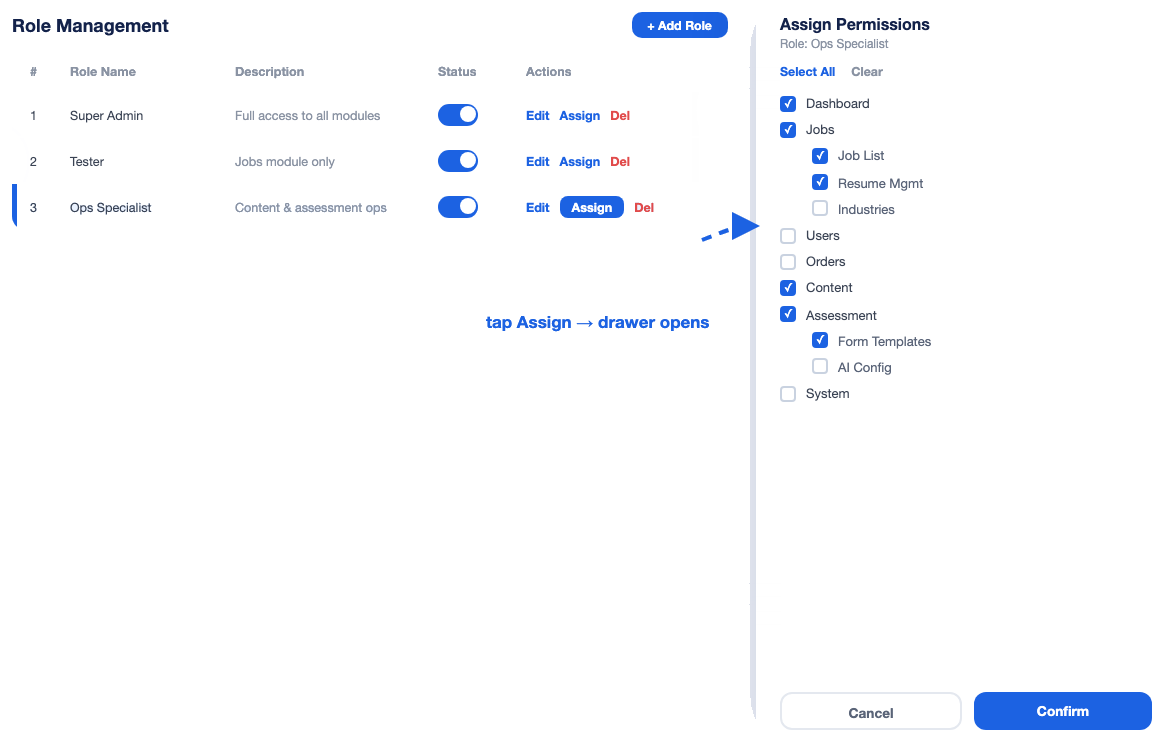 Role Management
+ Add Role
# Role Name Description Status Actions
1 Super Admin Full access to all modules Edit Assign Del
2 Tester Jobs module only Edit Assign Del
3 Ops Specialist Content & assessment ops Edit Assign Del
tap Assign → drawer opens
Assign Permissions
Role: Ops Specialist
Select All Clear
Dashboard
Jobs
Job List
Resume Mgmt
Industries
Users
Orders
Content
Assessment
Form Templates
AI Config
System
Cancel Confirm